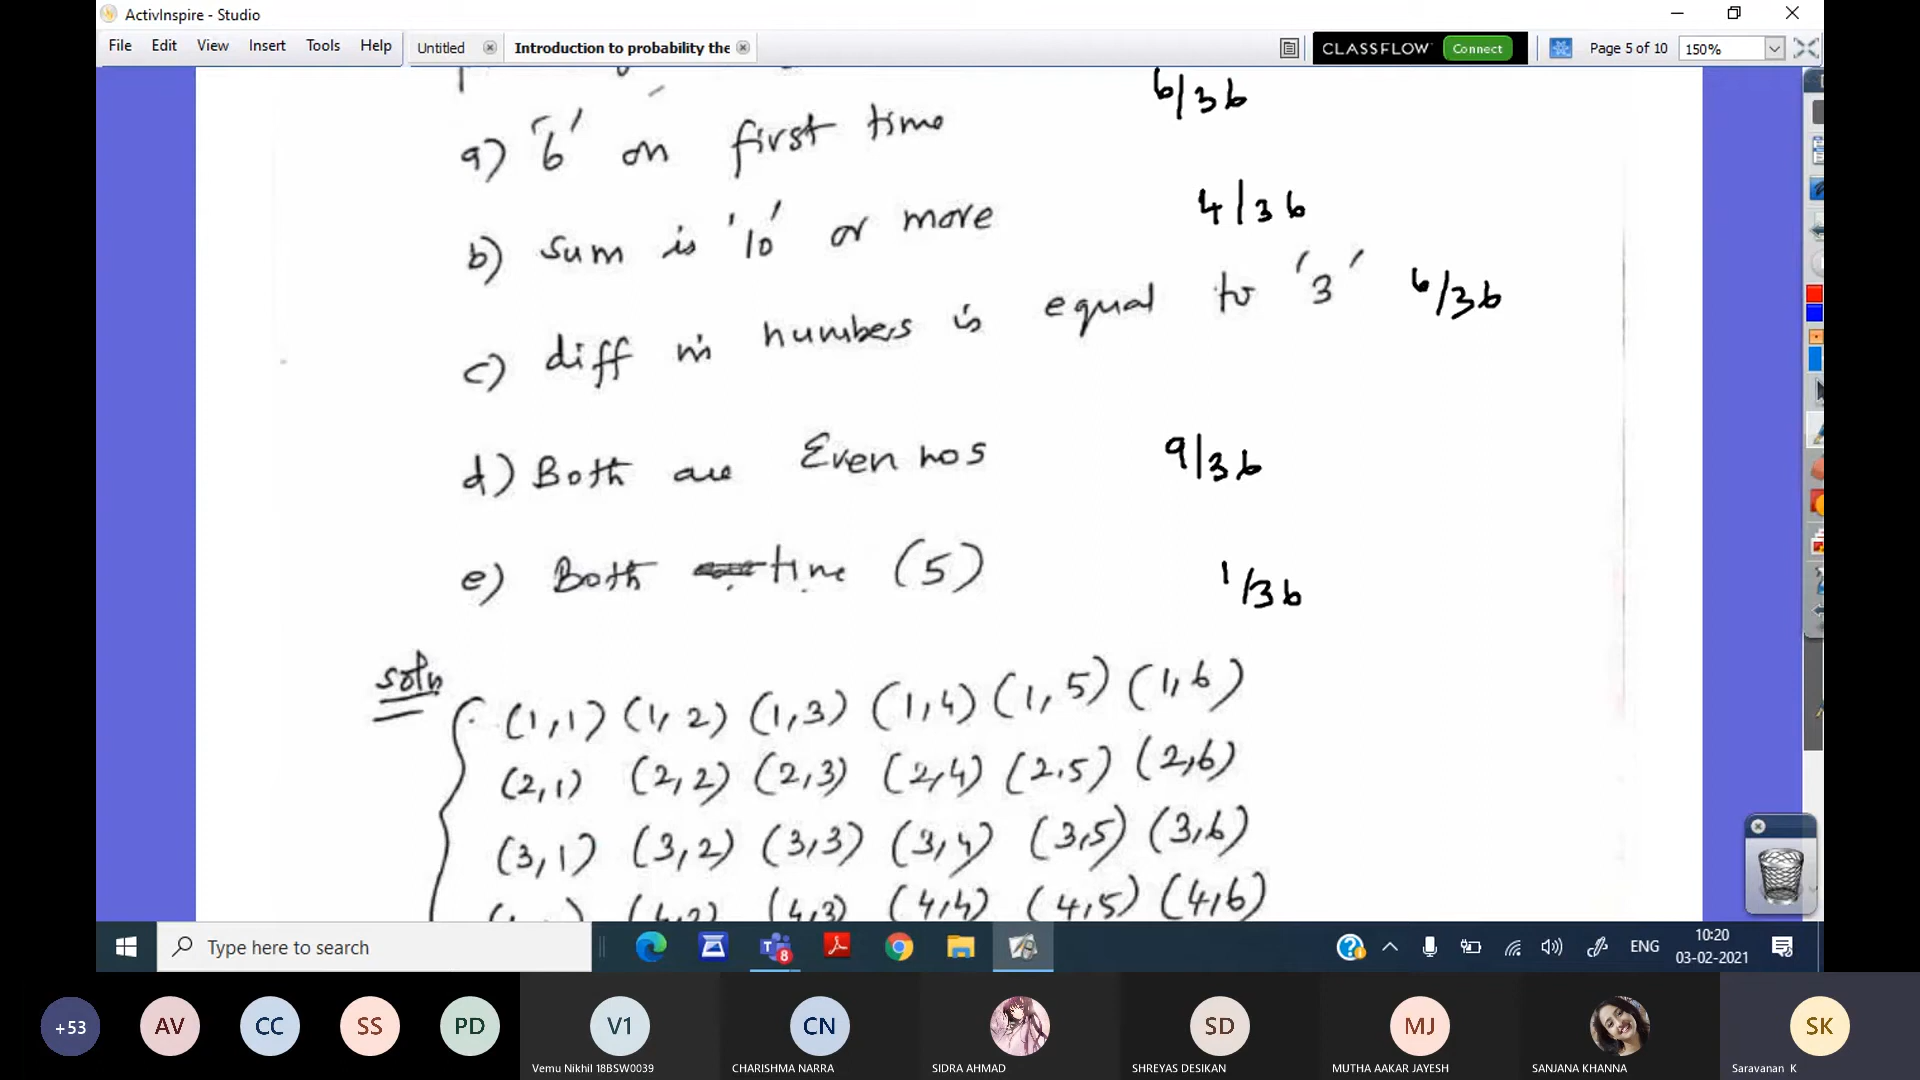 ActivInspire - Studio
File Edit View Insert Tools Help
Untitled
Introduction to probability the
CLASSFLOW Connect
Page 5 of 10
150%
6/36
a) '6' on first time
4/36
b) sum is '10' or more
c) diff in numbers is equal to '3' 6/36
d) Both are Even nos 9/36
e) Both time (5) 1/36
soln
(1,1) (1,2) (1,3) (1,4) (1,5) (1,6)
(2,1) (2,2) (2,3) (2,4) (2,5) (2,6)
(3,1) (3,2) (3,3) (3,4) (3,5) (3,6)
(4,2) (4,3) (4,4) (4,5) (4,6)
Type here to search
8
ENG
10:20
03-02-2021
+53
AV
CC
SS
PD
V1
CN
SD
MJ
SK
Vemu Nikhil 18BSW0039
CHARISHMA NARRA
SIDRA AHMAD
SHREYAS DESIKAN
MUTHA AAKAR JAYESH
SANJANA KHANNA
Saravanan K